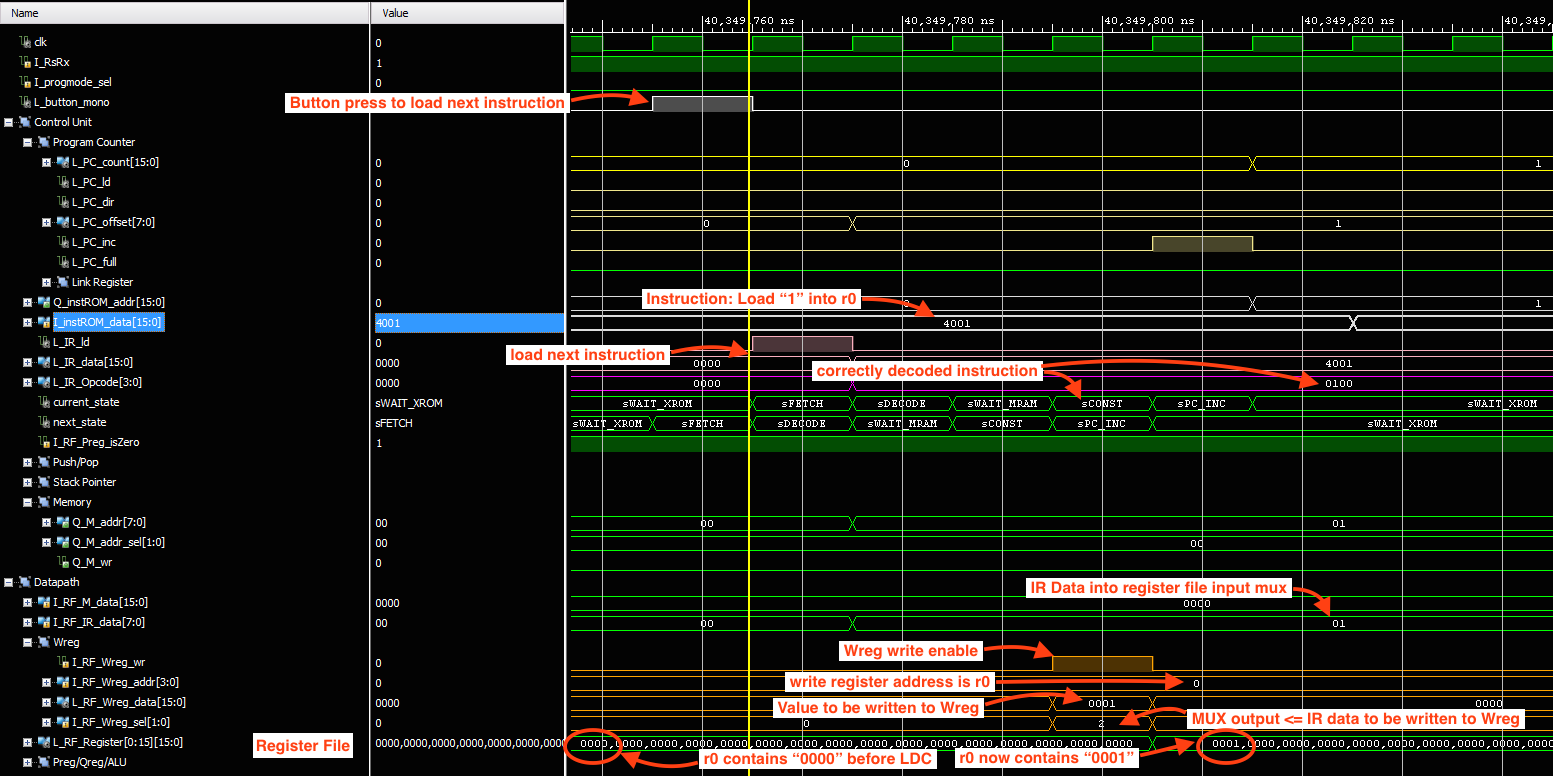 Name Value
40,349,760 ns 40,349,780 ns 40,349,800 ns 40,349,820 ns 40,349,
clk 0
I_RsRx 1
I_progmode_sel 0
L_button_mono 0
Button press to load next instruction
Control Unit
Program Counter
L_PC_count[15:0] 0 0 1
L_PC_ld 0
L_PC_dir 0
L_PC_offset[7:0] 0 0 1
L_PC_inc 0
L_PC_full 0
Link Register
Instruction: Load “1” into r0
Q_instROM_addr[15:0] 0 0 1
I_instROM_data[15:0] 4001 4001
L_IR_ld 0
load next instruction
L_IR_data[15:0] 0000 0000 4001
correctly decoded instruction
L_IR_Opcode[3:0] 0000 0000 0100
current_state sWAIT_XROM sWAIT_XROM sFETCH sDECODE sWAIT_MRAM sCONST sPC_INC sWAIT_XROM
next_state sFETCH sWAIT_XROM sFETCH sDECODE sWAIT_MRAM sCONST sPC_INC sWAIT_XROM
I_RF_Preg_isZero 1
Push/Pop
Stack Pointer
Memory
Q_M_addr[7:0] 00 00 01
Q_M_addr_sel[1:0] 00 00
Q_M_wr 0
Datapath
IR Data into register file input mux
I_RF_M_data[15:0] 0000 0000
I_RF_IR_data[7:0] 00 00 01
Wreg
Wreg write enable
I_RF_Wreg_wr 0
write register address is r0
I_RF_Wreg_addr[3:0] 0 0
Value to be written to Wreg
L_RF_Wreg_data[15:0] 0000 0001 0000
I_RF_Wreg_sel[1:0] 0 0 2
MUX output <= IR data to be written to Wreg
L_RF_Register[0:15][15:0] Register File 0000,0000,0000,0000,0000,0000,0000 0000,0000,0000,0000,0000,0000,0000,0000,0000,0000,0000,0000,0000 0001,0000,0000,0000,0000,0000,0000,0000
r0 contains “0000” before LDC
r0 now contains “0001”
Preg/Qreg/ALU